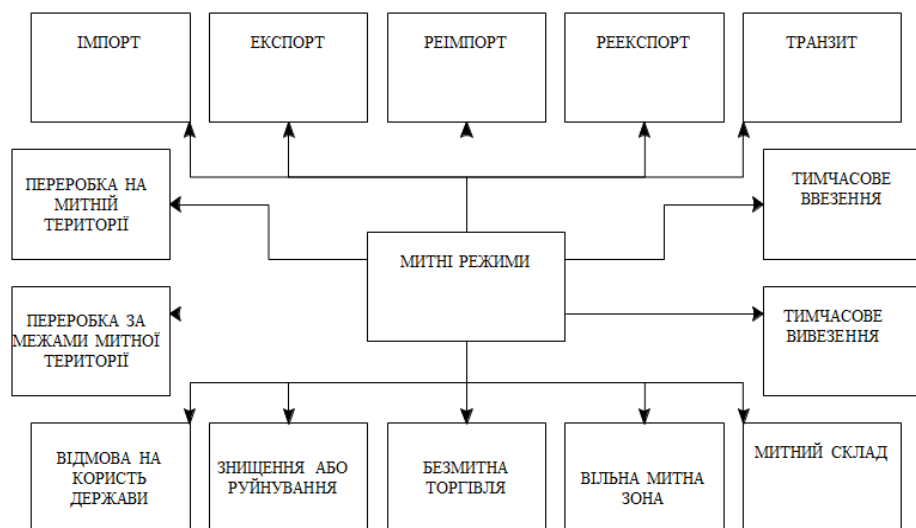 ІМПОРТ
ЕКСПОРТ
РЕІМПОРТ
РЕЕКСПОРТ
ТРАНЗИТ
ПЕРЕРОБКА НА
МИТНІЙ
ТЕРИТОРІЇ
ТИМЧАСОВЕ
ВВЕЗЕННЯ
МИТНІ РЕЖИМИ
ПЕРЕРОБКА ЗА
МЕЖАМИ МИТНОЇ
ТЕРИТОРІЇ
ТИМЧАСОВЕ
ВИВЕЗЕННЯ
ВІДМОВА НА
КОРИСТЬ
ДЕРЖАВИ
ЗНИЩЕННЯ АБО
РУЙНУВАННЯ
БЕЗМИТНА
ТОРГІВЛЯ
ВІЛЬНА МИТНА
ЗОНА
МИТНИЙ СКЛАД